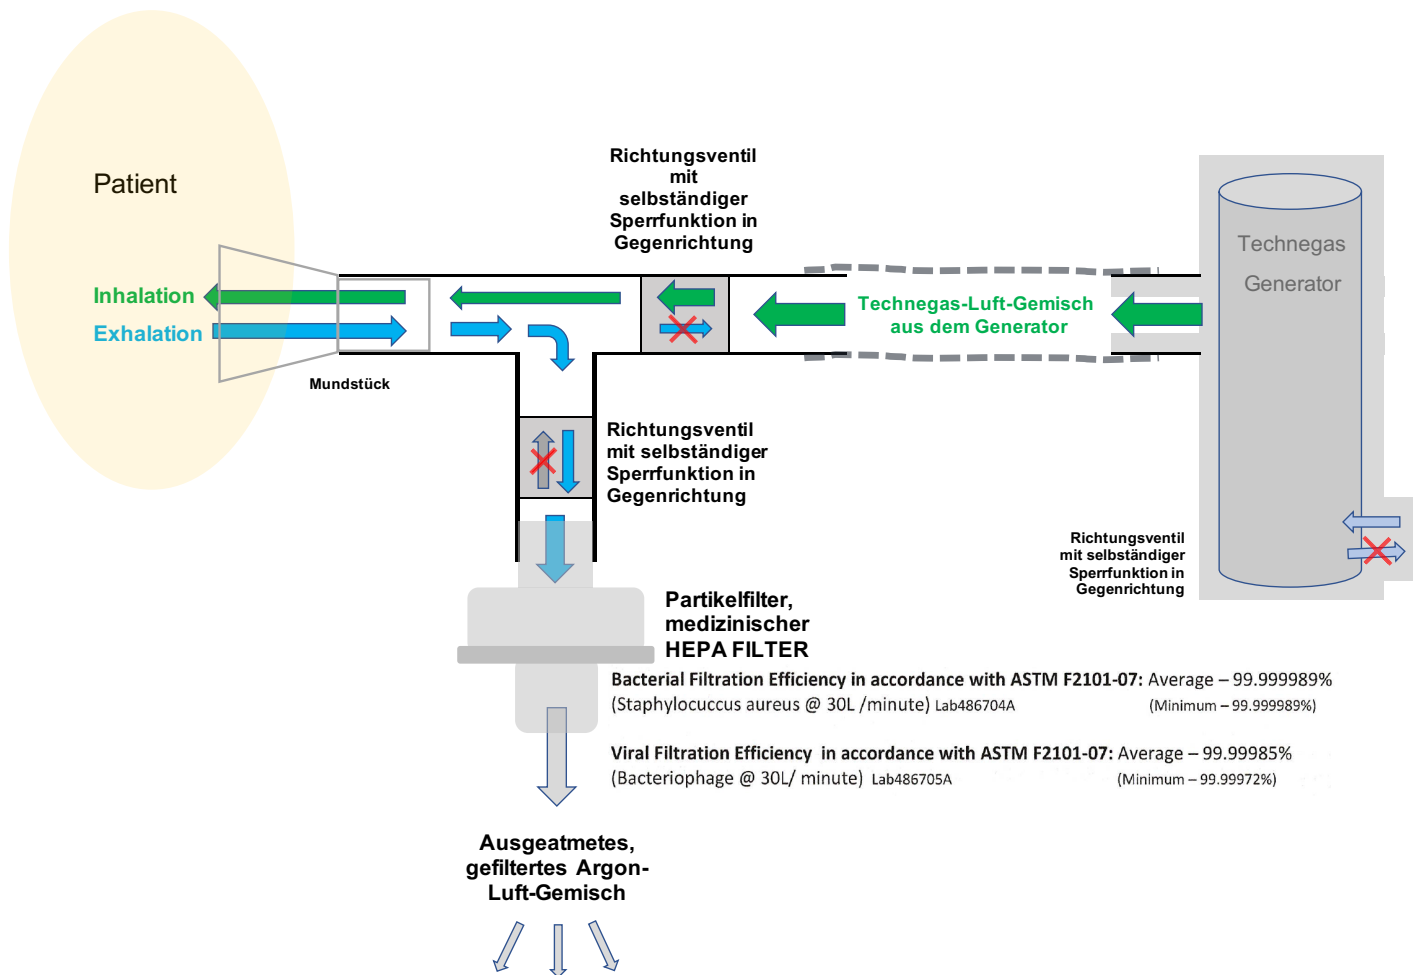 Patient
Inhalation
Exhalation
Mundstück
Richtungsventil
mit
selbständiger
Sperrfunktion in
Gegenrichtung
Technegas-Luft-Gemisch
aus dem Generator
Technegas
Generator
Richtungsventil
mit selbständiger
Sperrfunktion in
Gegenrichtung
Richtungsventil
mit selbständiger
Sperrfunktion in
Gegenrichtung
Partikelfilter,
medizinischer
HEPA FILTER
Bacterial Filtration Efficiency in accordance with ASTM F2101-07: Average – 99.999989%
(Staphylocuccus aureus @ 30L /minute) Lab486704A (Minimum – 99.999989%)
Viral Filtration Efficiency in accordance with ASTM F2101-07: Average – 99.99985%
(Bacteriophage @ 30L/ minute) Lab486705A (Minimum – 99.99972%)
Ausgeatmetes,
gefiltertes Argon-
Luft-Gemisch